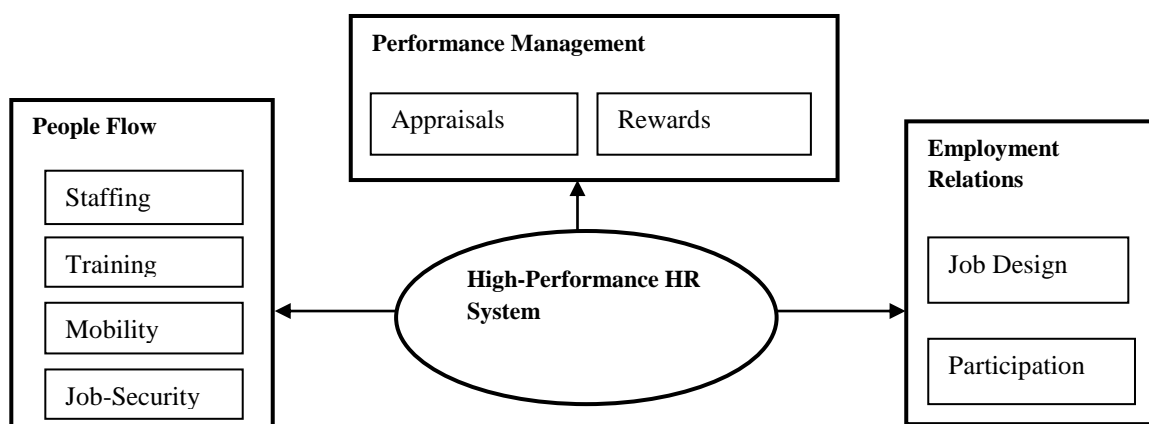 Performance Management
Appraisals
Rewards
People Flow
Staffing
Training
Mobility
Job-Security
High-Performance HR
System
Employment
Relations
Job Design
Participation